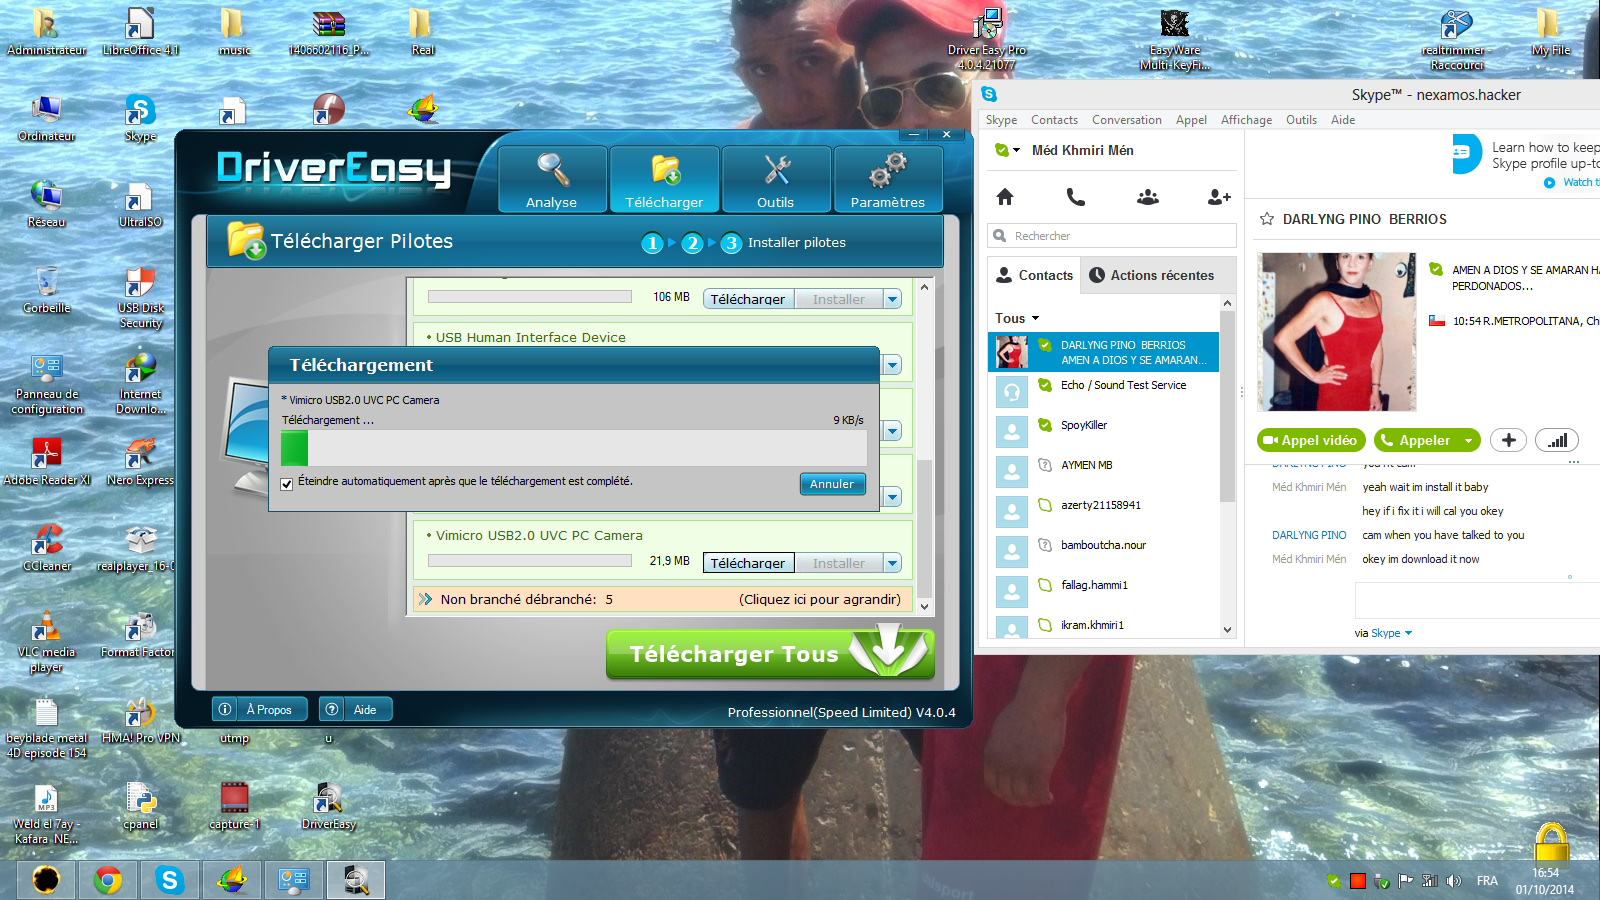 Administrateur
LibreOffice 4.1
music
1406602116_P...
Real
Driver Easy Pro
4.0.4.21077
EasyWare
Multi-KeyFi...
realtrimmer -
Raccourci
My File
Ordinateur
Skype
Réseau
UltraISO
Corbeille
USB Disk
Security
Panneau de
configuration
Internet
Downlo...
Adobe Reader XI
Nero Express
CCleaner
realplayer_16-0
VLC media
player
Format Factor
beyblade metal
4D episode 154
HMA! Pro VPN
utmp
u
MP3
Weld el 7ay -
Kafara NE...
cpanel
capture-1
DriverEasy
DriverEasy
Analyse
Télécharger
Outils
Paramètres
Télécharger Pilotes
1
2
3
Installer pilotes
106 MB
Télécharger
Installer
• USB Human Interface Device
Téléchargement
* Vimicro USB2.0 UVC PC Camera
Téléchargement ...
9 KB/s
Éteindre automatiquement après que le téléchargement est complété.
Annuler
• Vimicro USB2.0 UVC PC Camera
21,9 MB
Télécharger
Installer
Non branché débranché: 5
(Cliquez ici pour agrandir)
Télécharger Tous
À Propos
Aide
Professionnel(Speed Limited) V4.0.4
Skype™ - nexamos.hacker
Skype Contacts Conversation Appel Affichage Outils Aide
Méd Khmiri Mén
Rechercher
Contacts
Actions récentes
Tous
DARLYNG PINO BERRIOS
AMEN A DIOS Y SE AMARAN...
Echo / Sound Test Service
SpoyKiller
AYMEN MB
azerty21158941
bamboutcha.nour
fallag.hammi1
ikram.khmiri1
Learn how to keep
Skype profile up-to
Watch t
DARLYNG PINO BERRIOS
AMEN A DIOS Y SE AMARAN HA
PERDONADOS...
10:54 R.METROPOLITANA, Ch
Appel vidéo
Appeler
Méd Khmiri Mén yeah wait im install it baby
hey if i fix it i wil cal you okey
DARLYNG PINO cam when you have talked to you
Méd Khmiri Mén okey im download it now
via Skype
FRA
16:54
01/10/2014